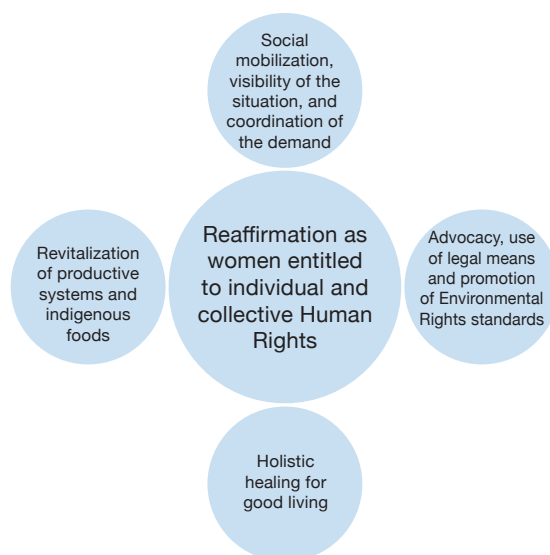 Social
mobilization,
visibility of the
situation, and
coordination of
the demand
Revitalization
of productive
systems and
indigenous
foods
Reaffirmation as
women entitled
to individual and
collective Human
Rights
Advocacy, use
of legal means
and promotion
of Environmental
Rights standards
Holistic
healing for
good living